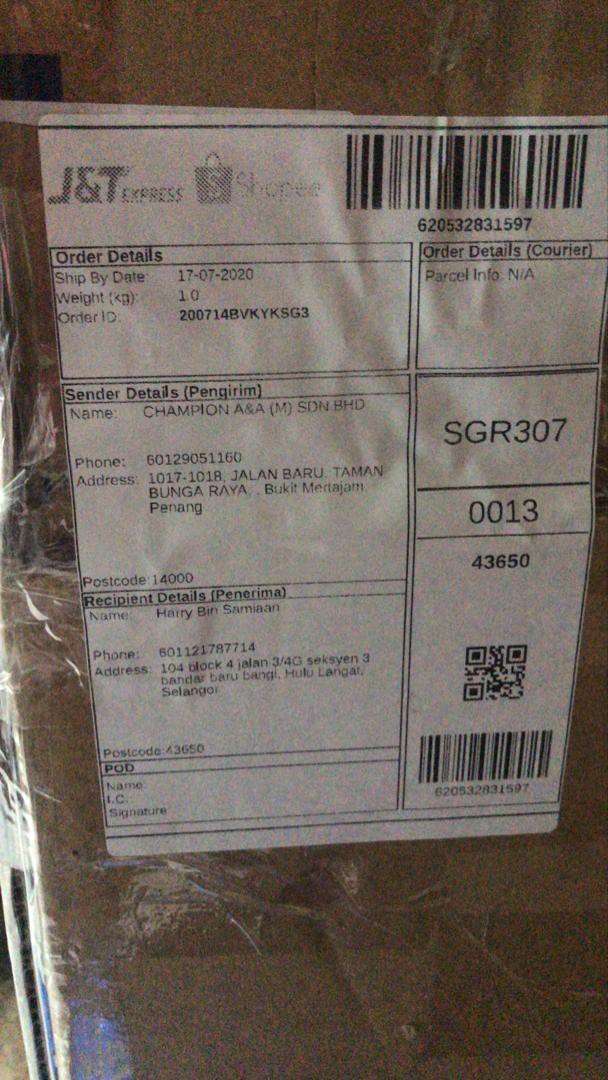 J&T EXPRESS Shopee
620532831597
Order Details
Ship By Date: 17-07-2020
Weight (kg): 1.0
Order ID: 200714BVKYKSG3
Order Details (Courier)
Parcel Info: N/A
Sender Details (Pengirim)
Name: CHAMPION A&A (M) SDN BHD
Phone: 60129051160
Address: 1017-1018, JALAN BARU, TAMAN
BUNGA RAYA, , Bukit Mertajam,
Penang
Postcode:14000
SGR307
0013
43650
Recipient Details (Penerima)
Name: Harry Bin Samiaan
Phone: 601121787714
Address: 104 block 4 jalan 3/4G seksyen 3
bandar baru bangi, Hulu Langat,
Selangor
Postcode:43650
POD
Name:
I.C.:
Signature
620532831597